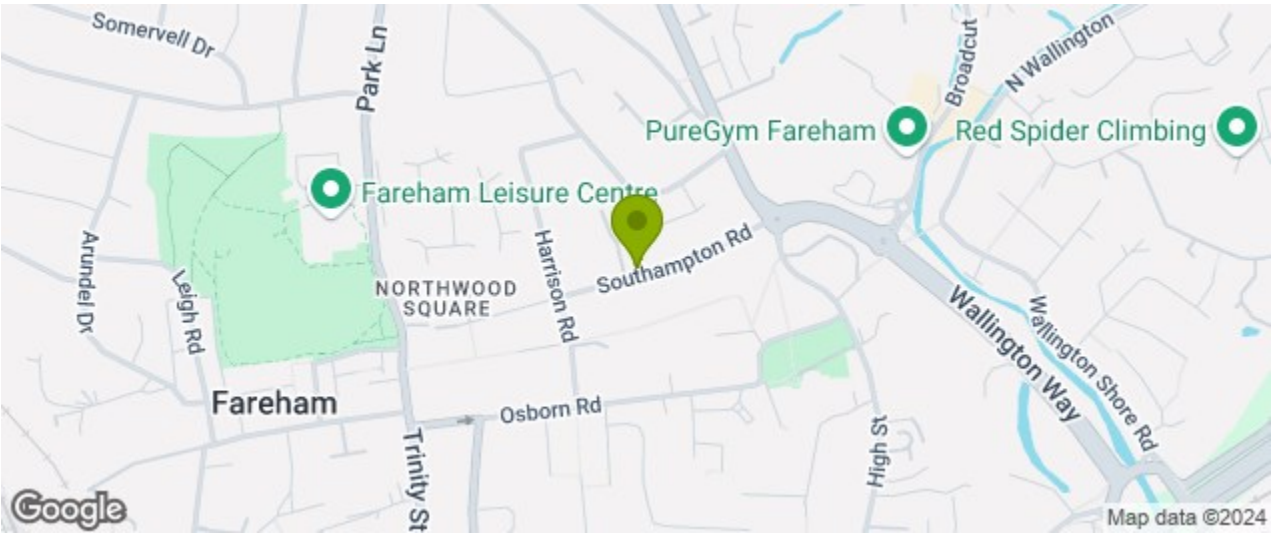 Somervell Dr
Park Ln
Broadcut
N Wallington
PureGym Fareham
Red Spider Climbing
Fareham Leisure Centre
Arundel Dr
Leigh Rd
Harrison Rd
Southampton Rd
NORTHWOOD
SQUARE
Wallington Way
Wallington Shore Rd
Fareham
Osborn Rd
Trinity St
High St
Google
Map data ©2024